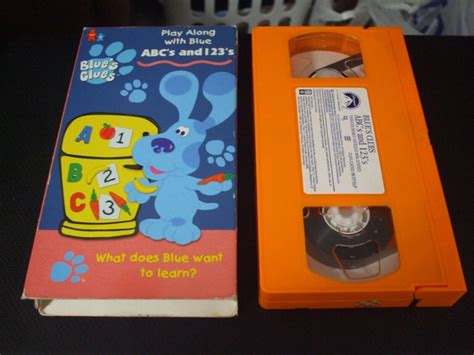 Play Along
with Blue
ABC's and 123's
Blue's
Clues
A 1
B 2
C 3
What does Blue want
to learn?
BLUE'S CLUES
ABC's and 123's